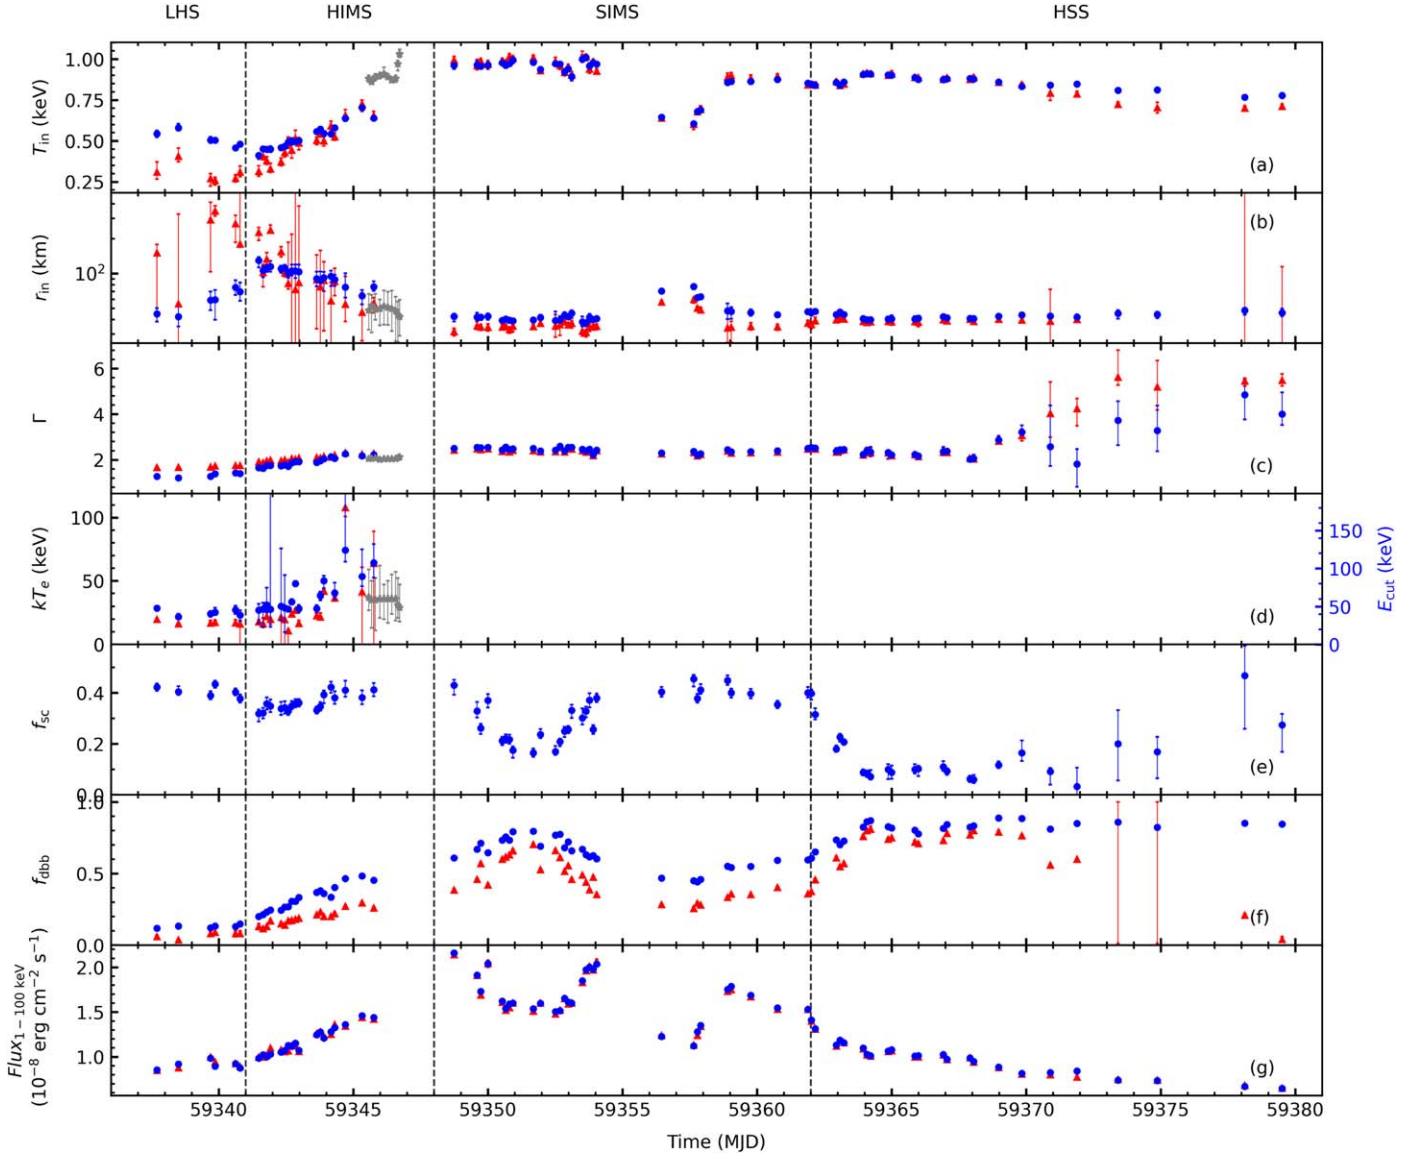 LHS HIMS SIMS HSS
1.00
0.75
0.50
0.25
T_in (keV)
(a)
10²
r_in (km)
(b)
6
4
2
Γ
(c)
100
50
0
kT_e (keV)
150
100
50
0
E_cut (keV)
(d)
0.4
0.2
0.0
f_sc
(e)
1.0
0.5
0.0
f_dbb
(f)
2.0
1.5
1.0
Flux_1 − 100 keV
(10⁻⁸ erg cm⁻² s⁻¹)
(g)
59340 59345 59350 59355 59360 59365 59370 59375 59380
Time (MJD)